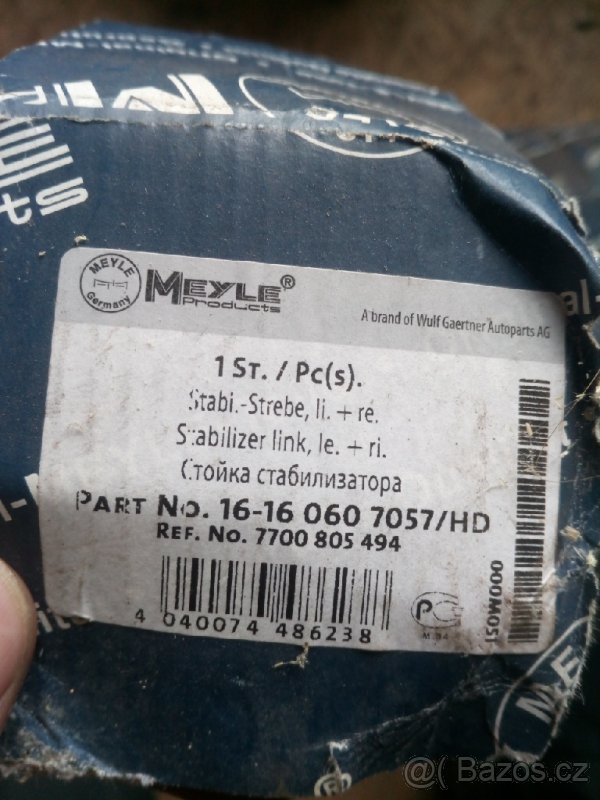 MEYLE
Germany
MEYLE®
Products
A brand of Wulf Gaertner Autoparts AG
1 St. / Pc(s).
Stabi.-Strebe, li. + re.
Stabilizer link, le. + ri.
Стойка стабилизатора
PART No. 16-16 060 7057/HD
REF. No. 7700 805 494
4 040074 486238
@( Bazos.cz